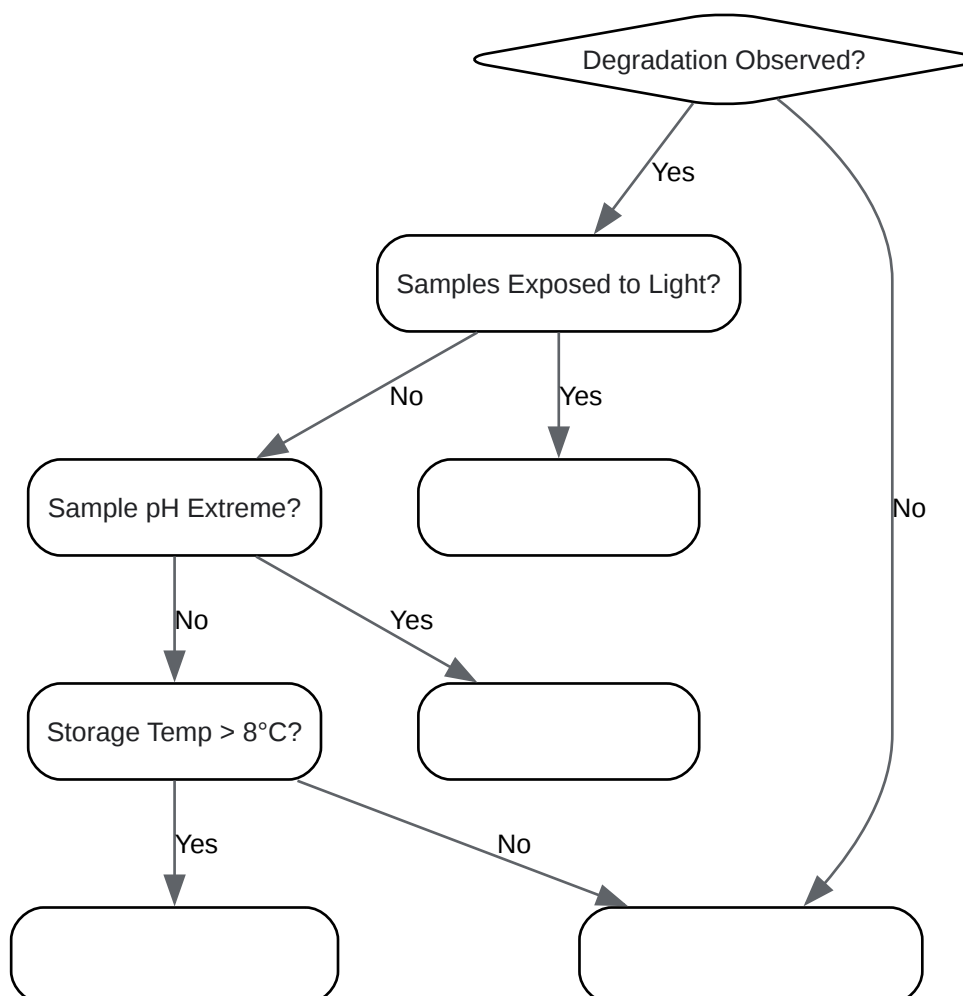 Degradation Observed?
Yes
Samples Exposed to Light?
No
Yes
Sample pH Extreme?
No
No
Yes
Storage Temp > 8°C?
Yes
No